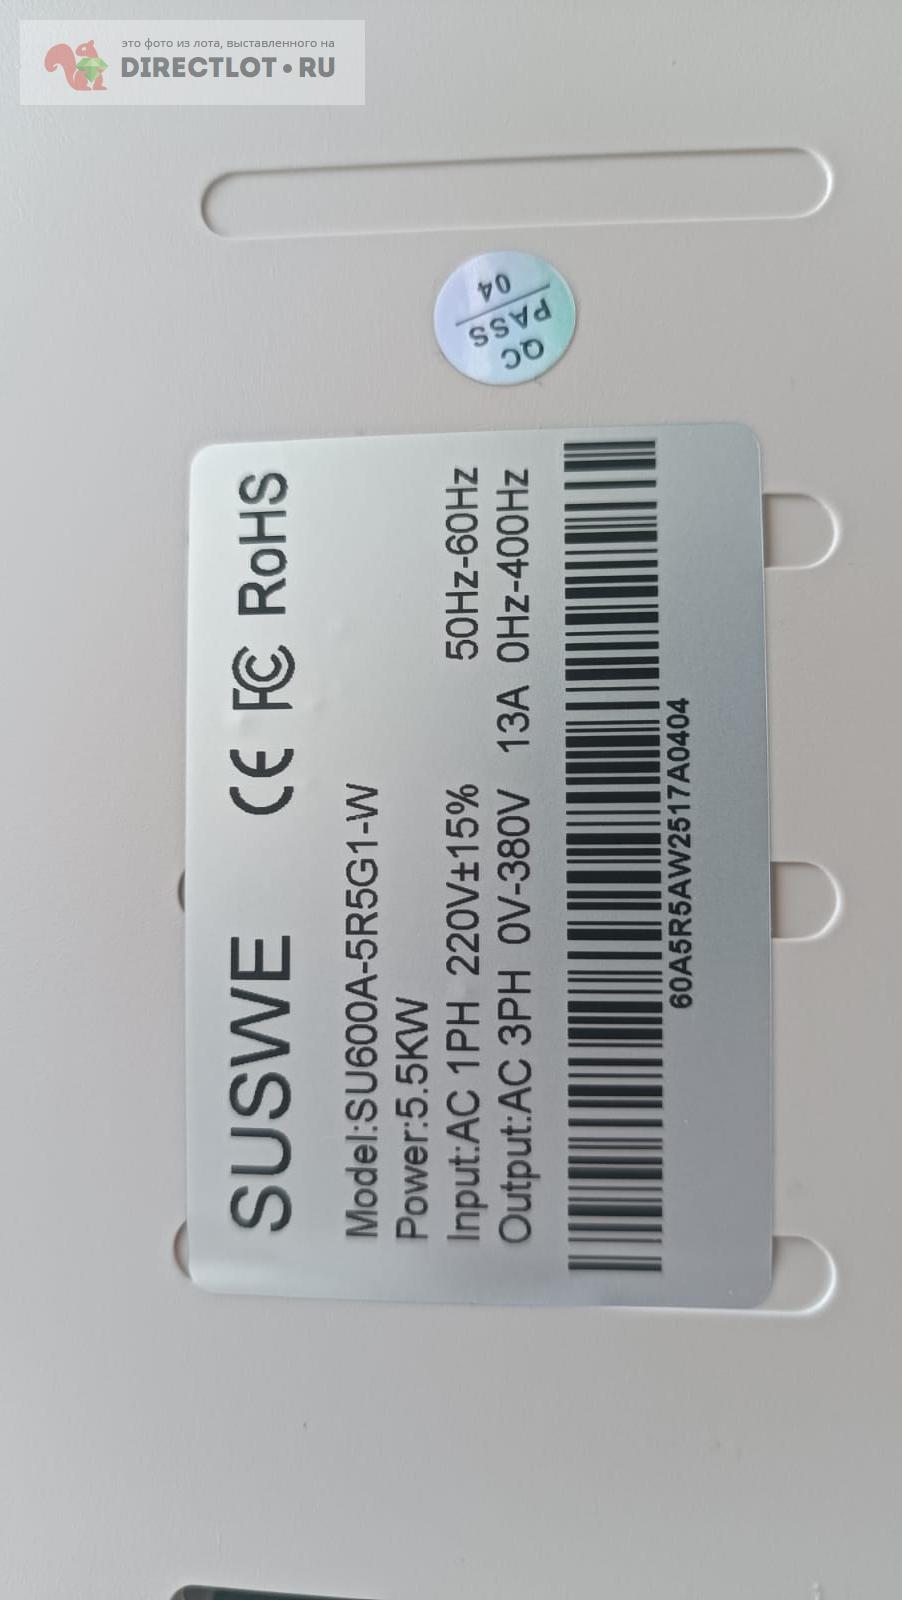 это фото из лота, выставленного на
DIRECTLOT•RU
QC
PASS
04
SUSWE CE FC RoHS
Model:SU600A-5R5G1-W
Power:5.5KW
Input:AC 1PH 220V±15% 50Hz-60Hz
Output:AC 3PH 0V-380V 13A 0Hz-400Hz
60A5R5AW2517A0404